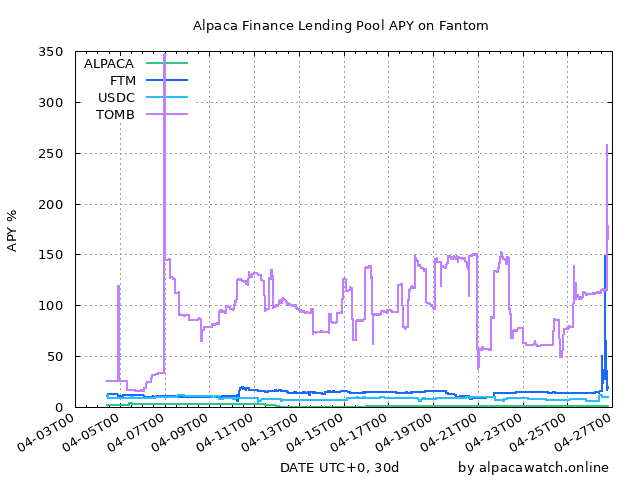 Alpaca Finance Lending Pool APY on Fantom
APY %
350
300
250
200
150
100
50
0
ALPACA
FTM
USDC
TOMB
04-03T00
04-05T00
04-07T00
04-09T00
04-11T00
04-13T00
04-15T00
04-17T00
04-19T00
04-21T00
04-23T00
04-25T00
04-27T00
DATE UTC+0, 30d
by alpacawatch.online